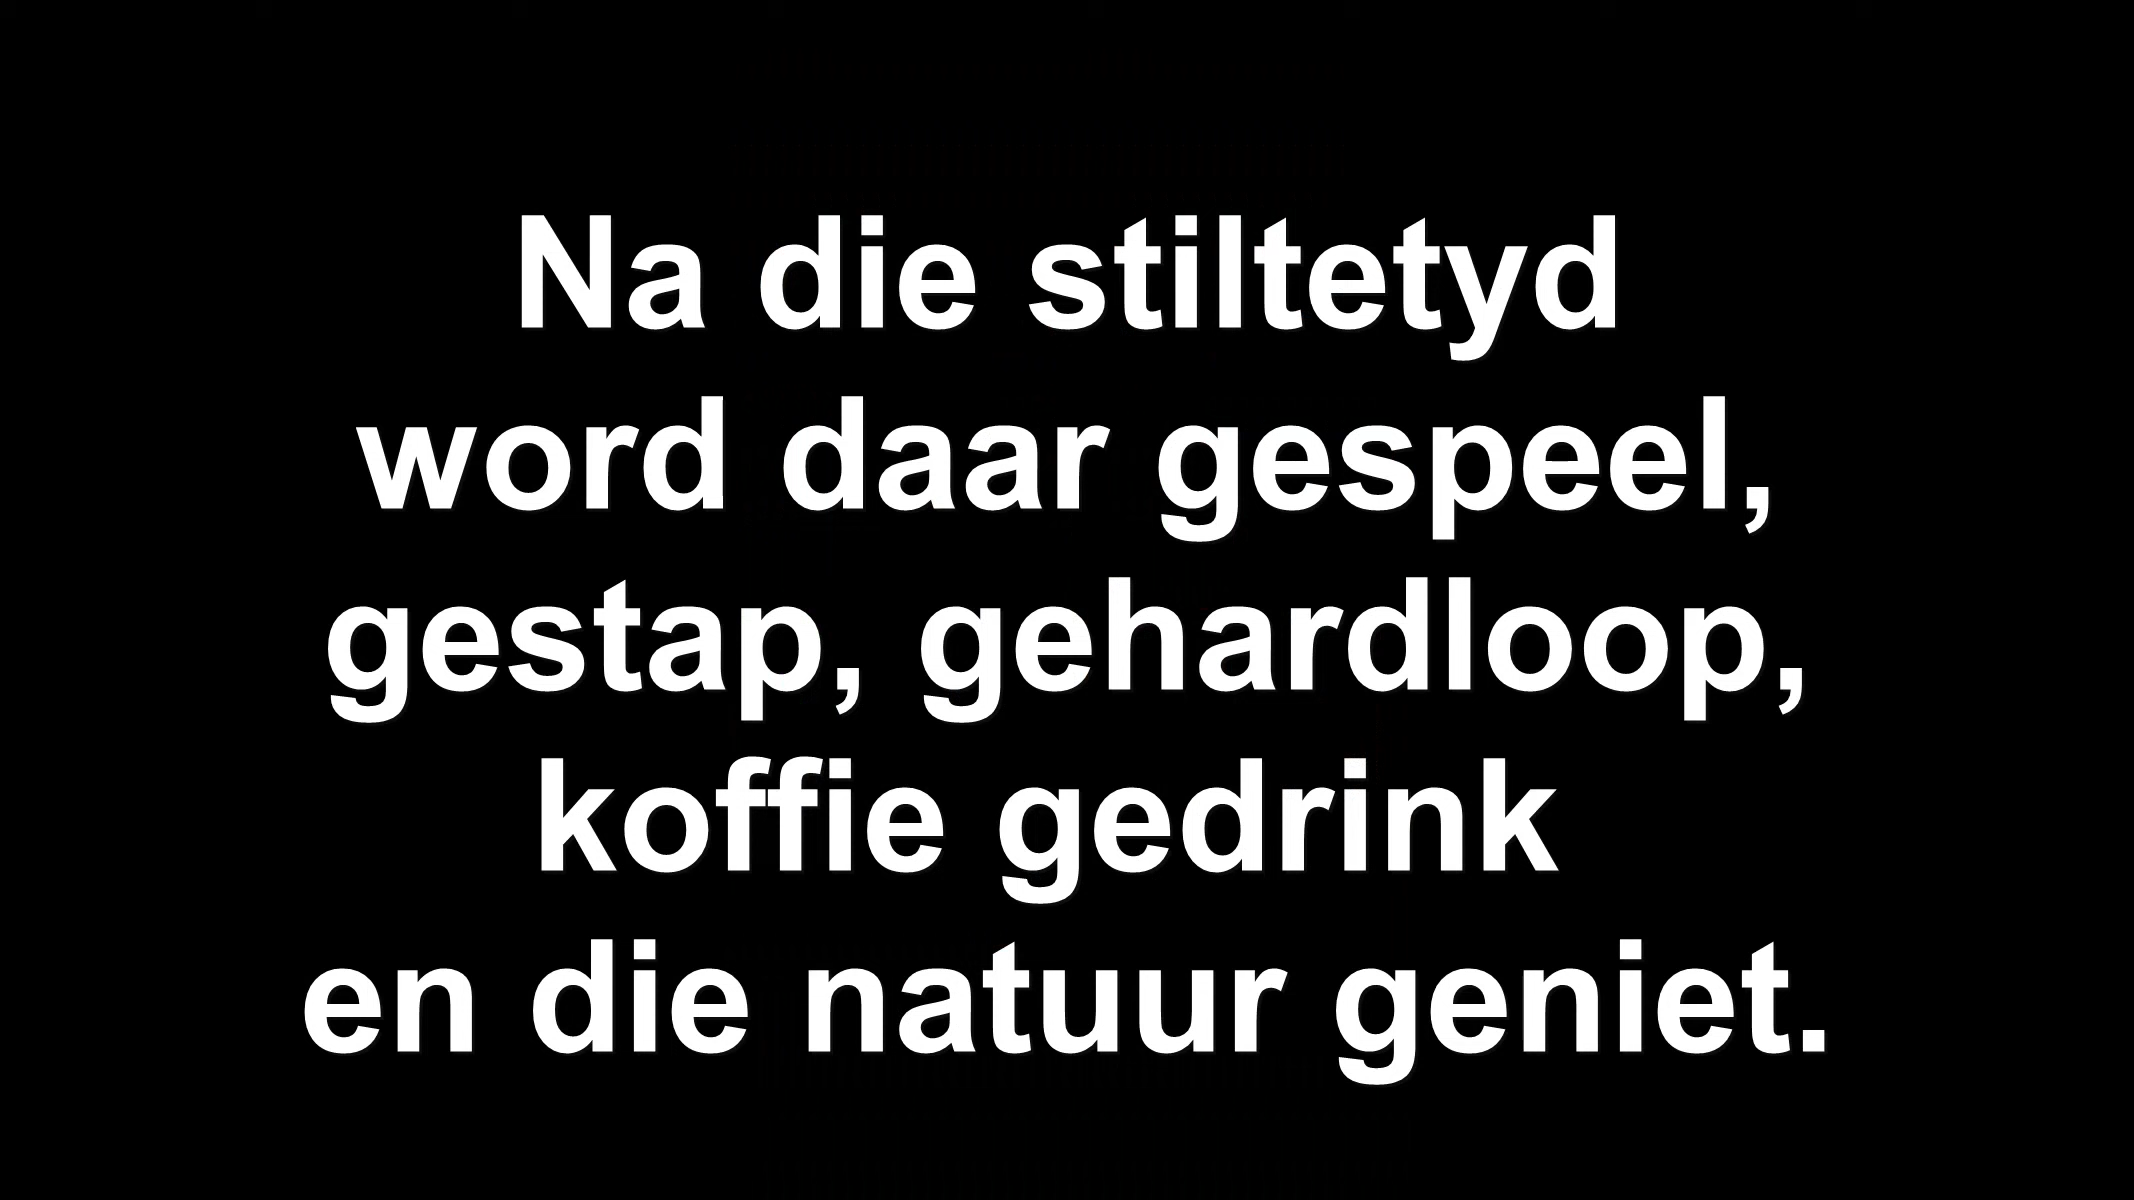 Na die stiltetyd
word daar gespeel,
gestap, gehardloop,
koffie gedrink
en die natuur geniet.